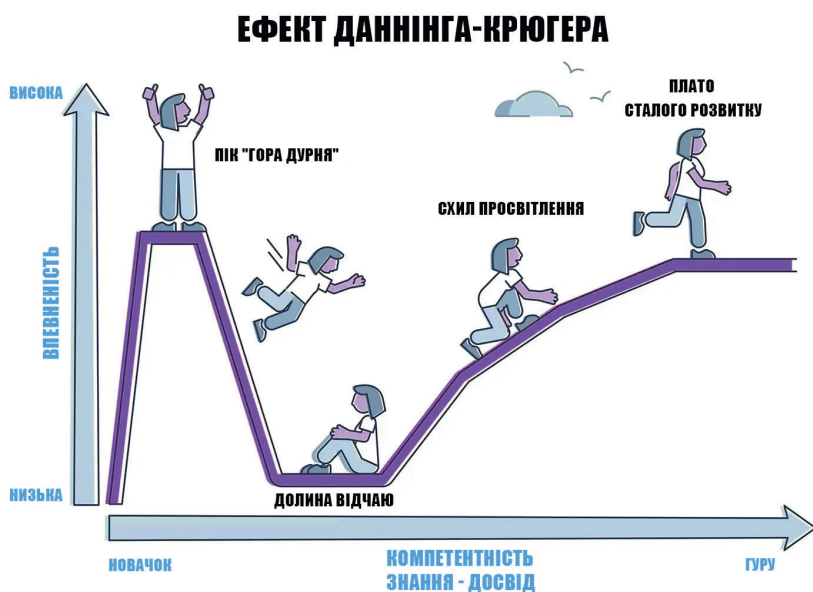 ЕФЕКТ ДАННІНГА-КРЮГЕРА
ВИСОКА
ПІК "ГОРА ДУРНЯ"
ПЛАТО
СТАЛОГО РОЗВИТКУ
СХИЛ ПРОСВІТЛЕННЯ
ВПЕВНЕНІСТЬ
НИЗЬКА
ДОЛИНА ВІДЧАЮ
НОВАЧОК
КОМПЕТЕНТНІСТЬ
ЗНАННЯ - ДОСВІД
ГУРУ